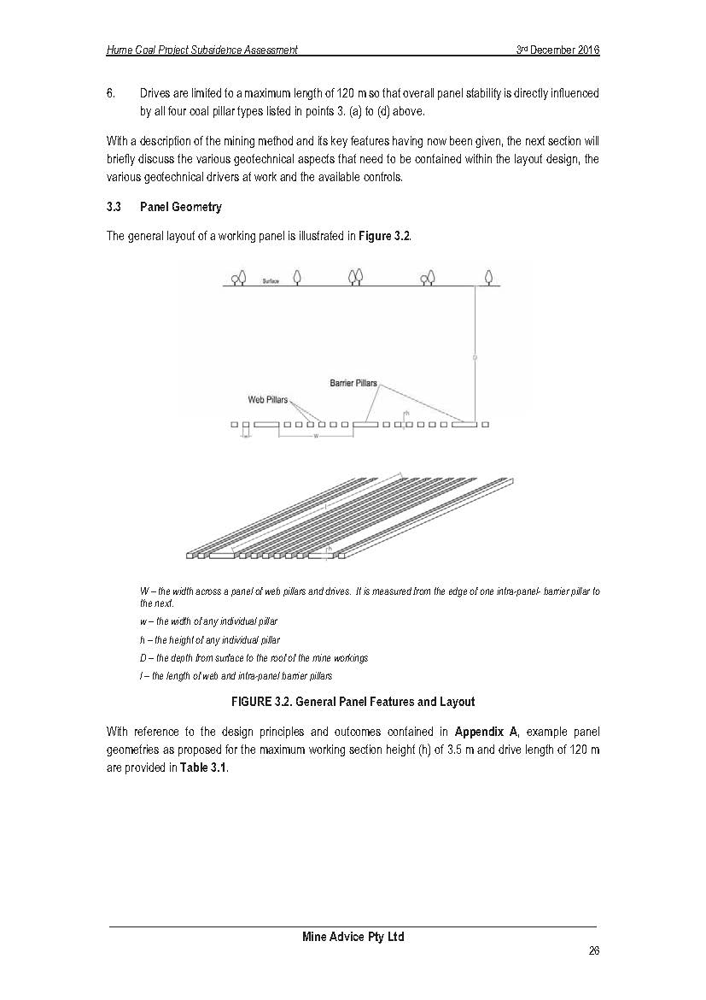 Hume Coal Project Subsidence Assessment 3rd December 2016
6. Drives are limited to a maximum length of 120 m so that overall panel stability is directly influenced
by all four coal pillar types listed in points 3. (a) to (d) above.
With a description of the mining method and its key features having now been given, the next section will
briefly discuss the various geotechnical aspects that need to be contained within the layout design, the
various geotechnical drivers at work and the available controls.
3.3 Panel Geometry
The general layout of a working panel is illustrated in Figure 3.2.
Surface
D
Barrier Pillars
Web Pillars
h
w
W
l
h
W – the width across a panel of web pillars and drives. It is measured from the edge of one intra-panel- barrier pillar to
the next.
w – the width of any individual pillar
h – the height of any individual pillar
D – the depth from surface to the roof of the mine workings
l – the length of web and intra-panel barrier pillars
FIGURE 3.2. General Panel Features and Layout
With reference to the design principles and outcomes contained in Appendix A, example panel
geometries as proposed for the maximum working section height (h) of 3.5 m and drive length of 120 m
are provided in Table 3.1.
Mine Advice Pty Ltd
26